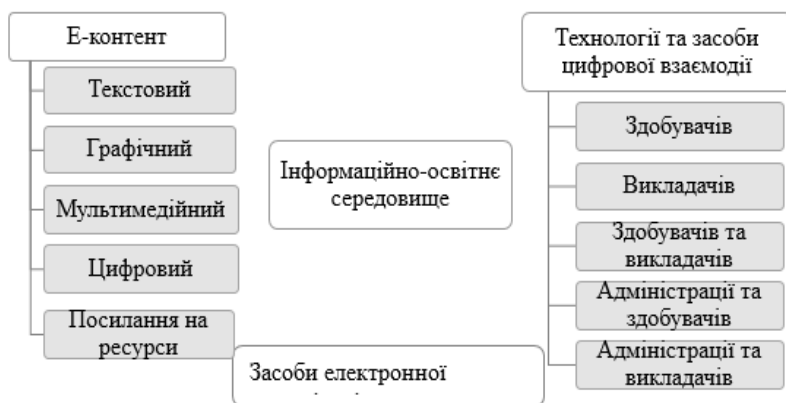 Е-контент
Текстовий
Графічний
Мультимедійний
Цифровий
Посилання на
ресурси
Інформаційно-освітнє
середовище
Засоби електронної
Технології та засоби
цифрової взаємодії
Здобувачів
Викладачів
Здобувачів та
викладачів
Адміністрації та
здобувачів
Адміністрації та
викладачів